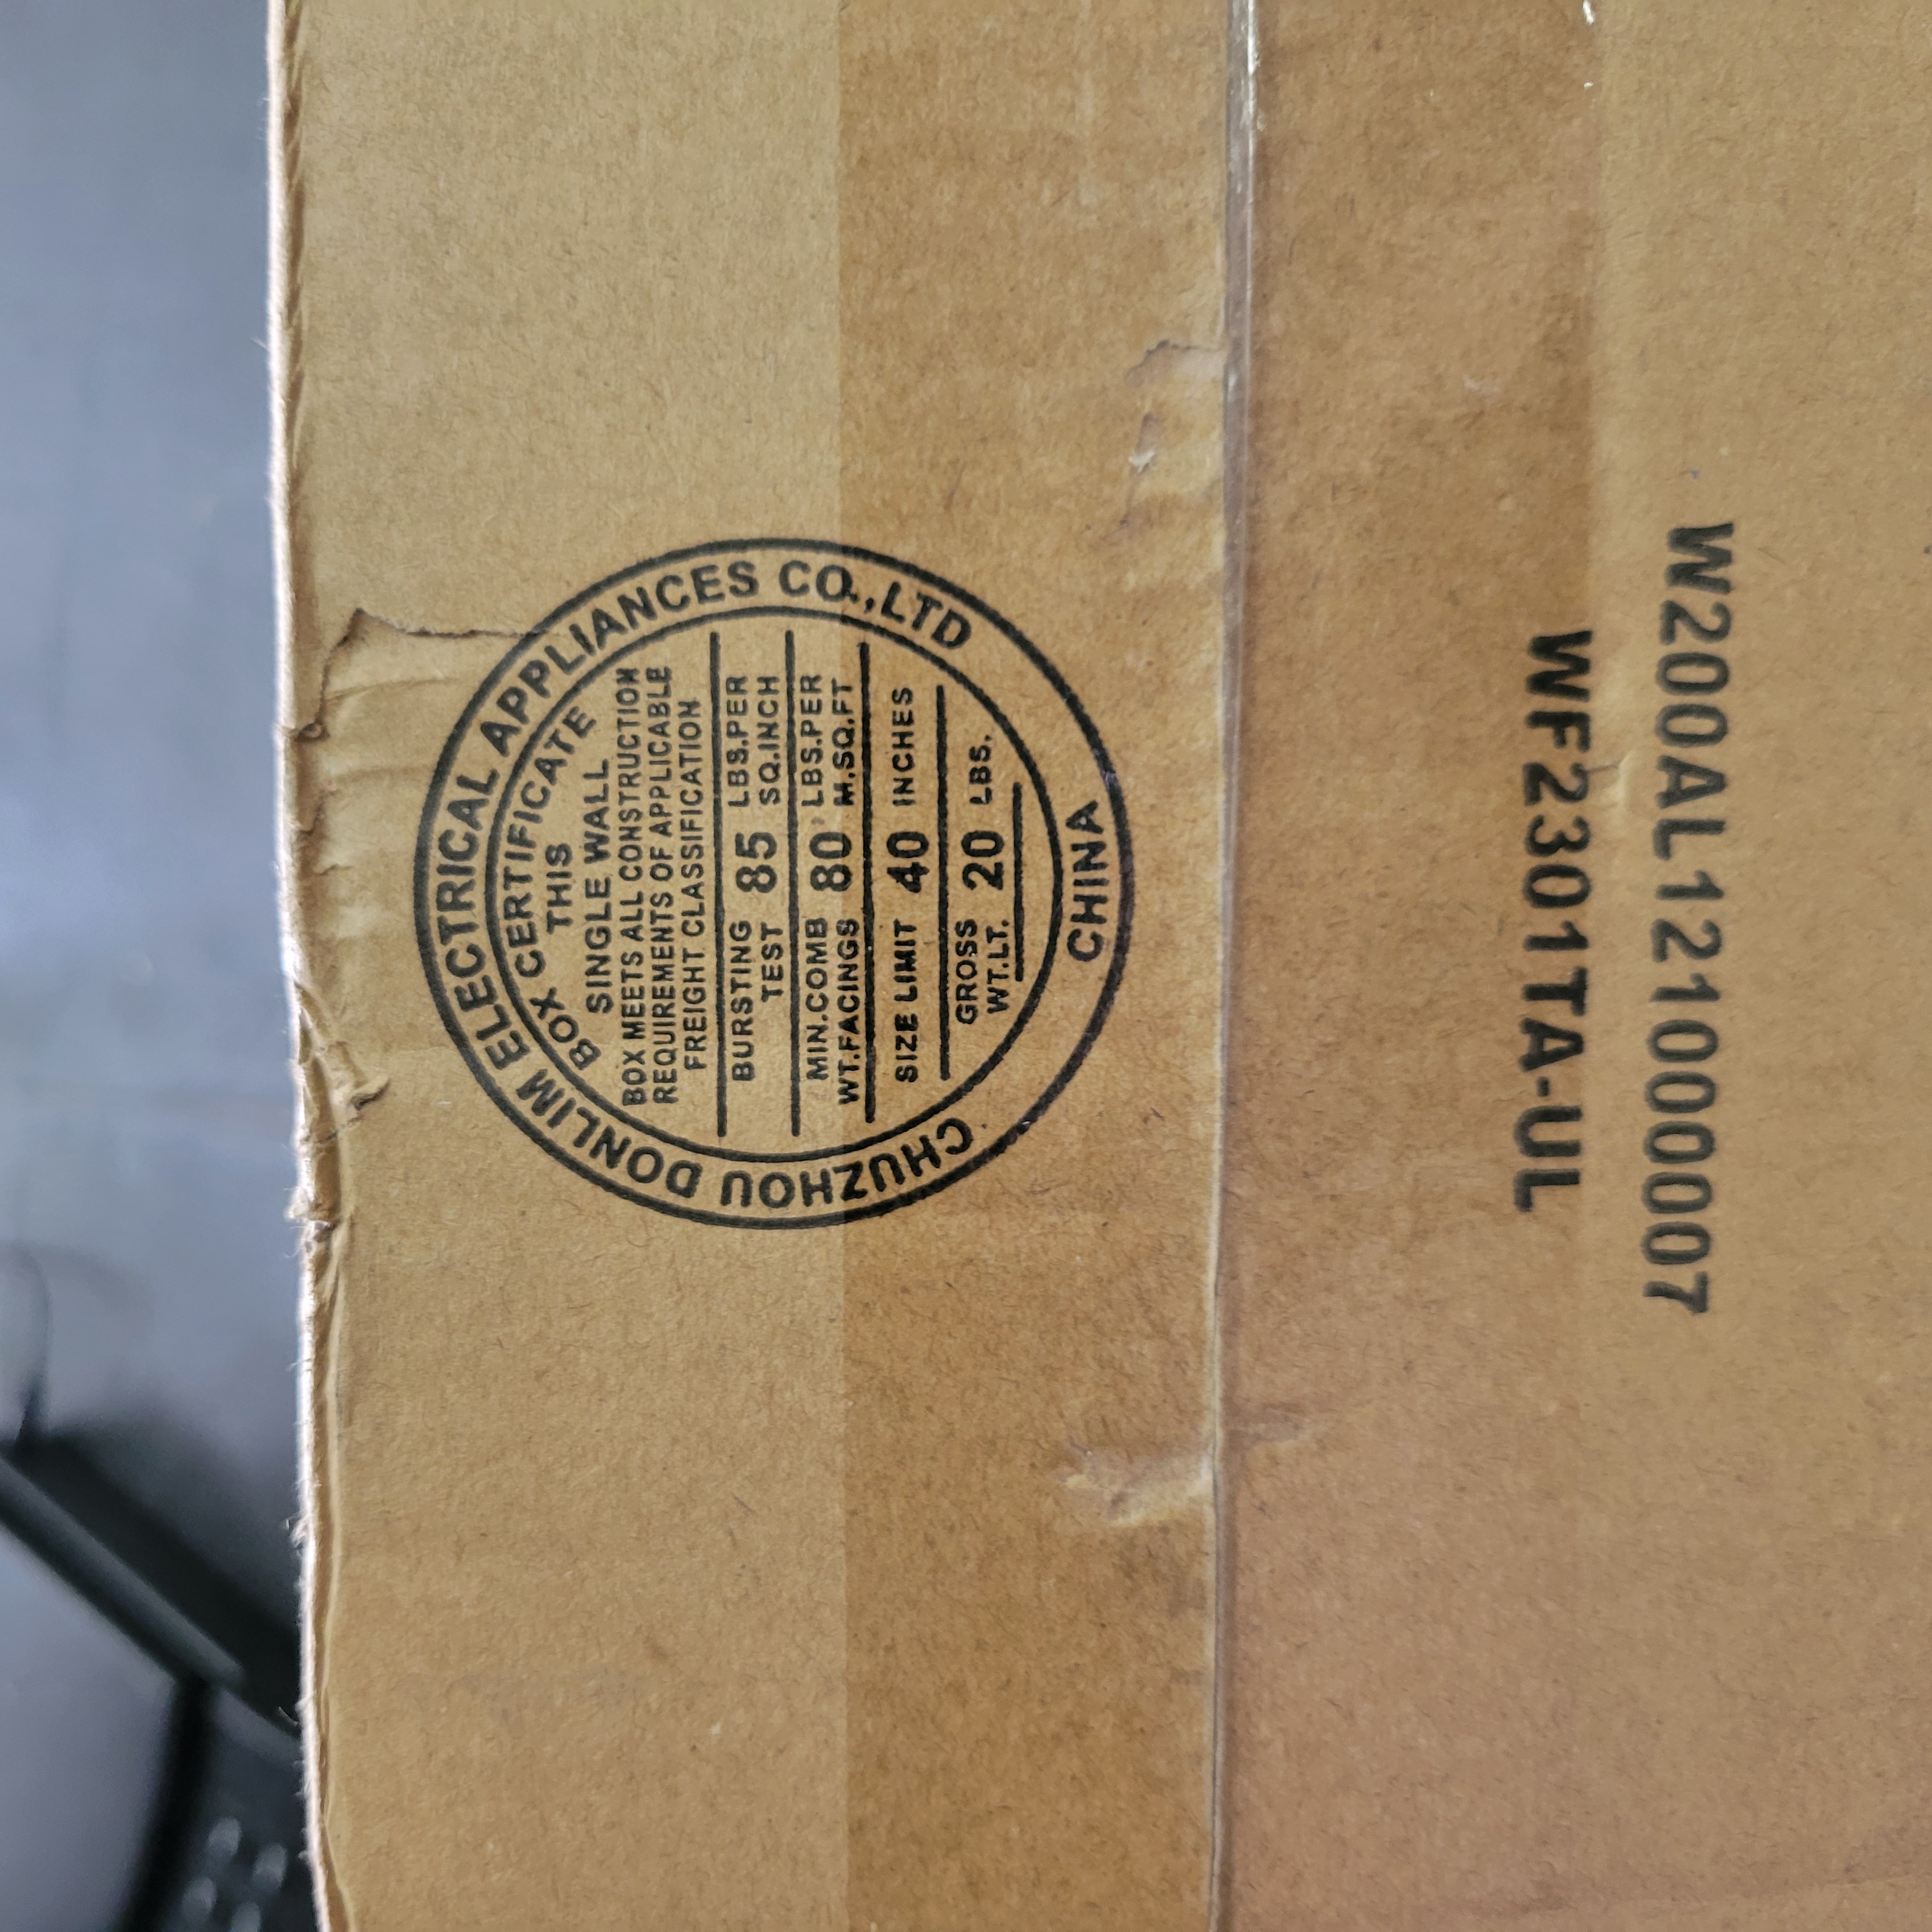 CHUZHOU DONLIM ELECTRICAL APPLIANCES CO.,LTD
BOX CERTIFICATE
THIS
SINGLE WALL
BOX MEETS ALL CONSTRUCTION
REQUIREMENTS OF APPLICABLE
FREIGHT CLASSIFICATION
BURSTING TEST 85 LBS.PER SQ.INCH
MIN.COMB WT.FACINGS 80 LBS.PER M.SQ.FT
SIZE LIMIT 40 INCHES
GROSS WT.LT. 20 LBS.
CHINA
W200AL1210000007
WF2301TA-UL